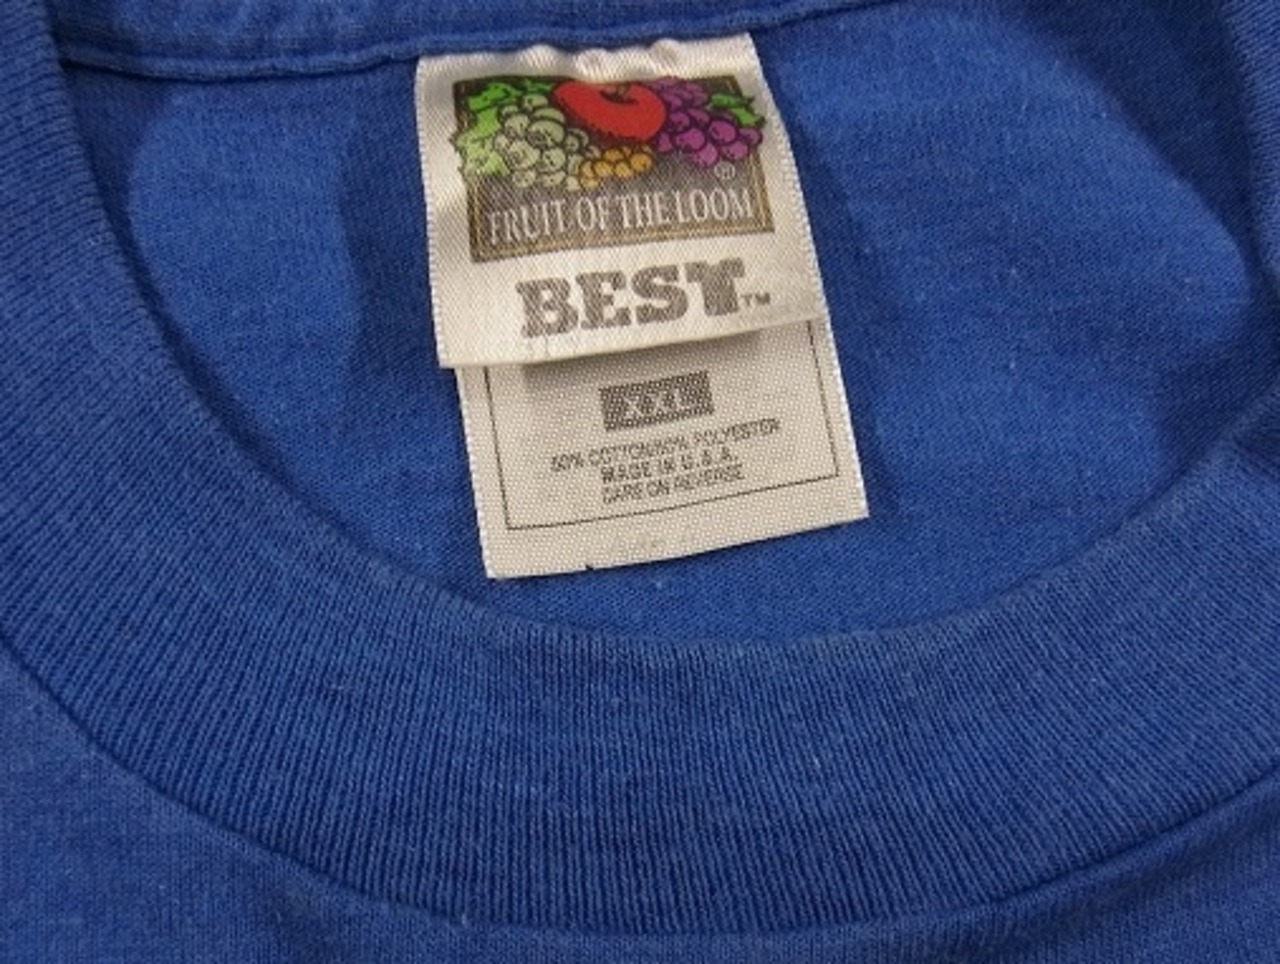 ®
FRUIT OF THE LOOM
BEST™
XXL
50% COTTON/50% POLYESTER
MADE IN U.S.A.
CARE ON REVERSE